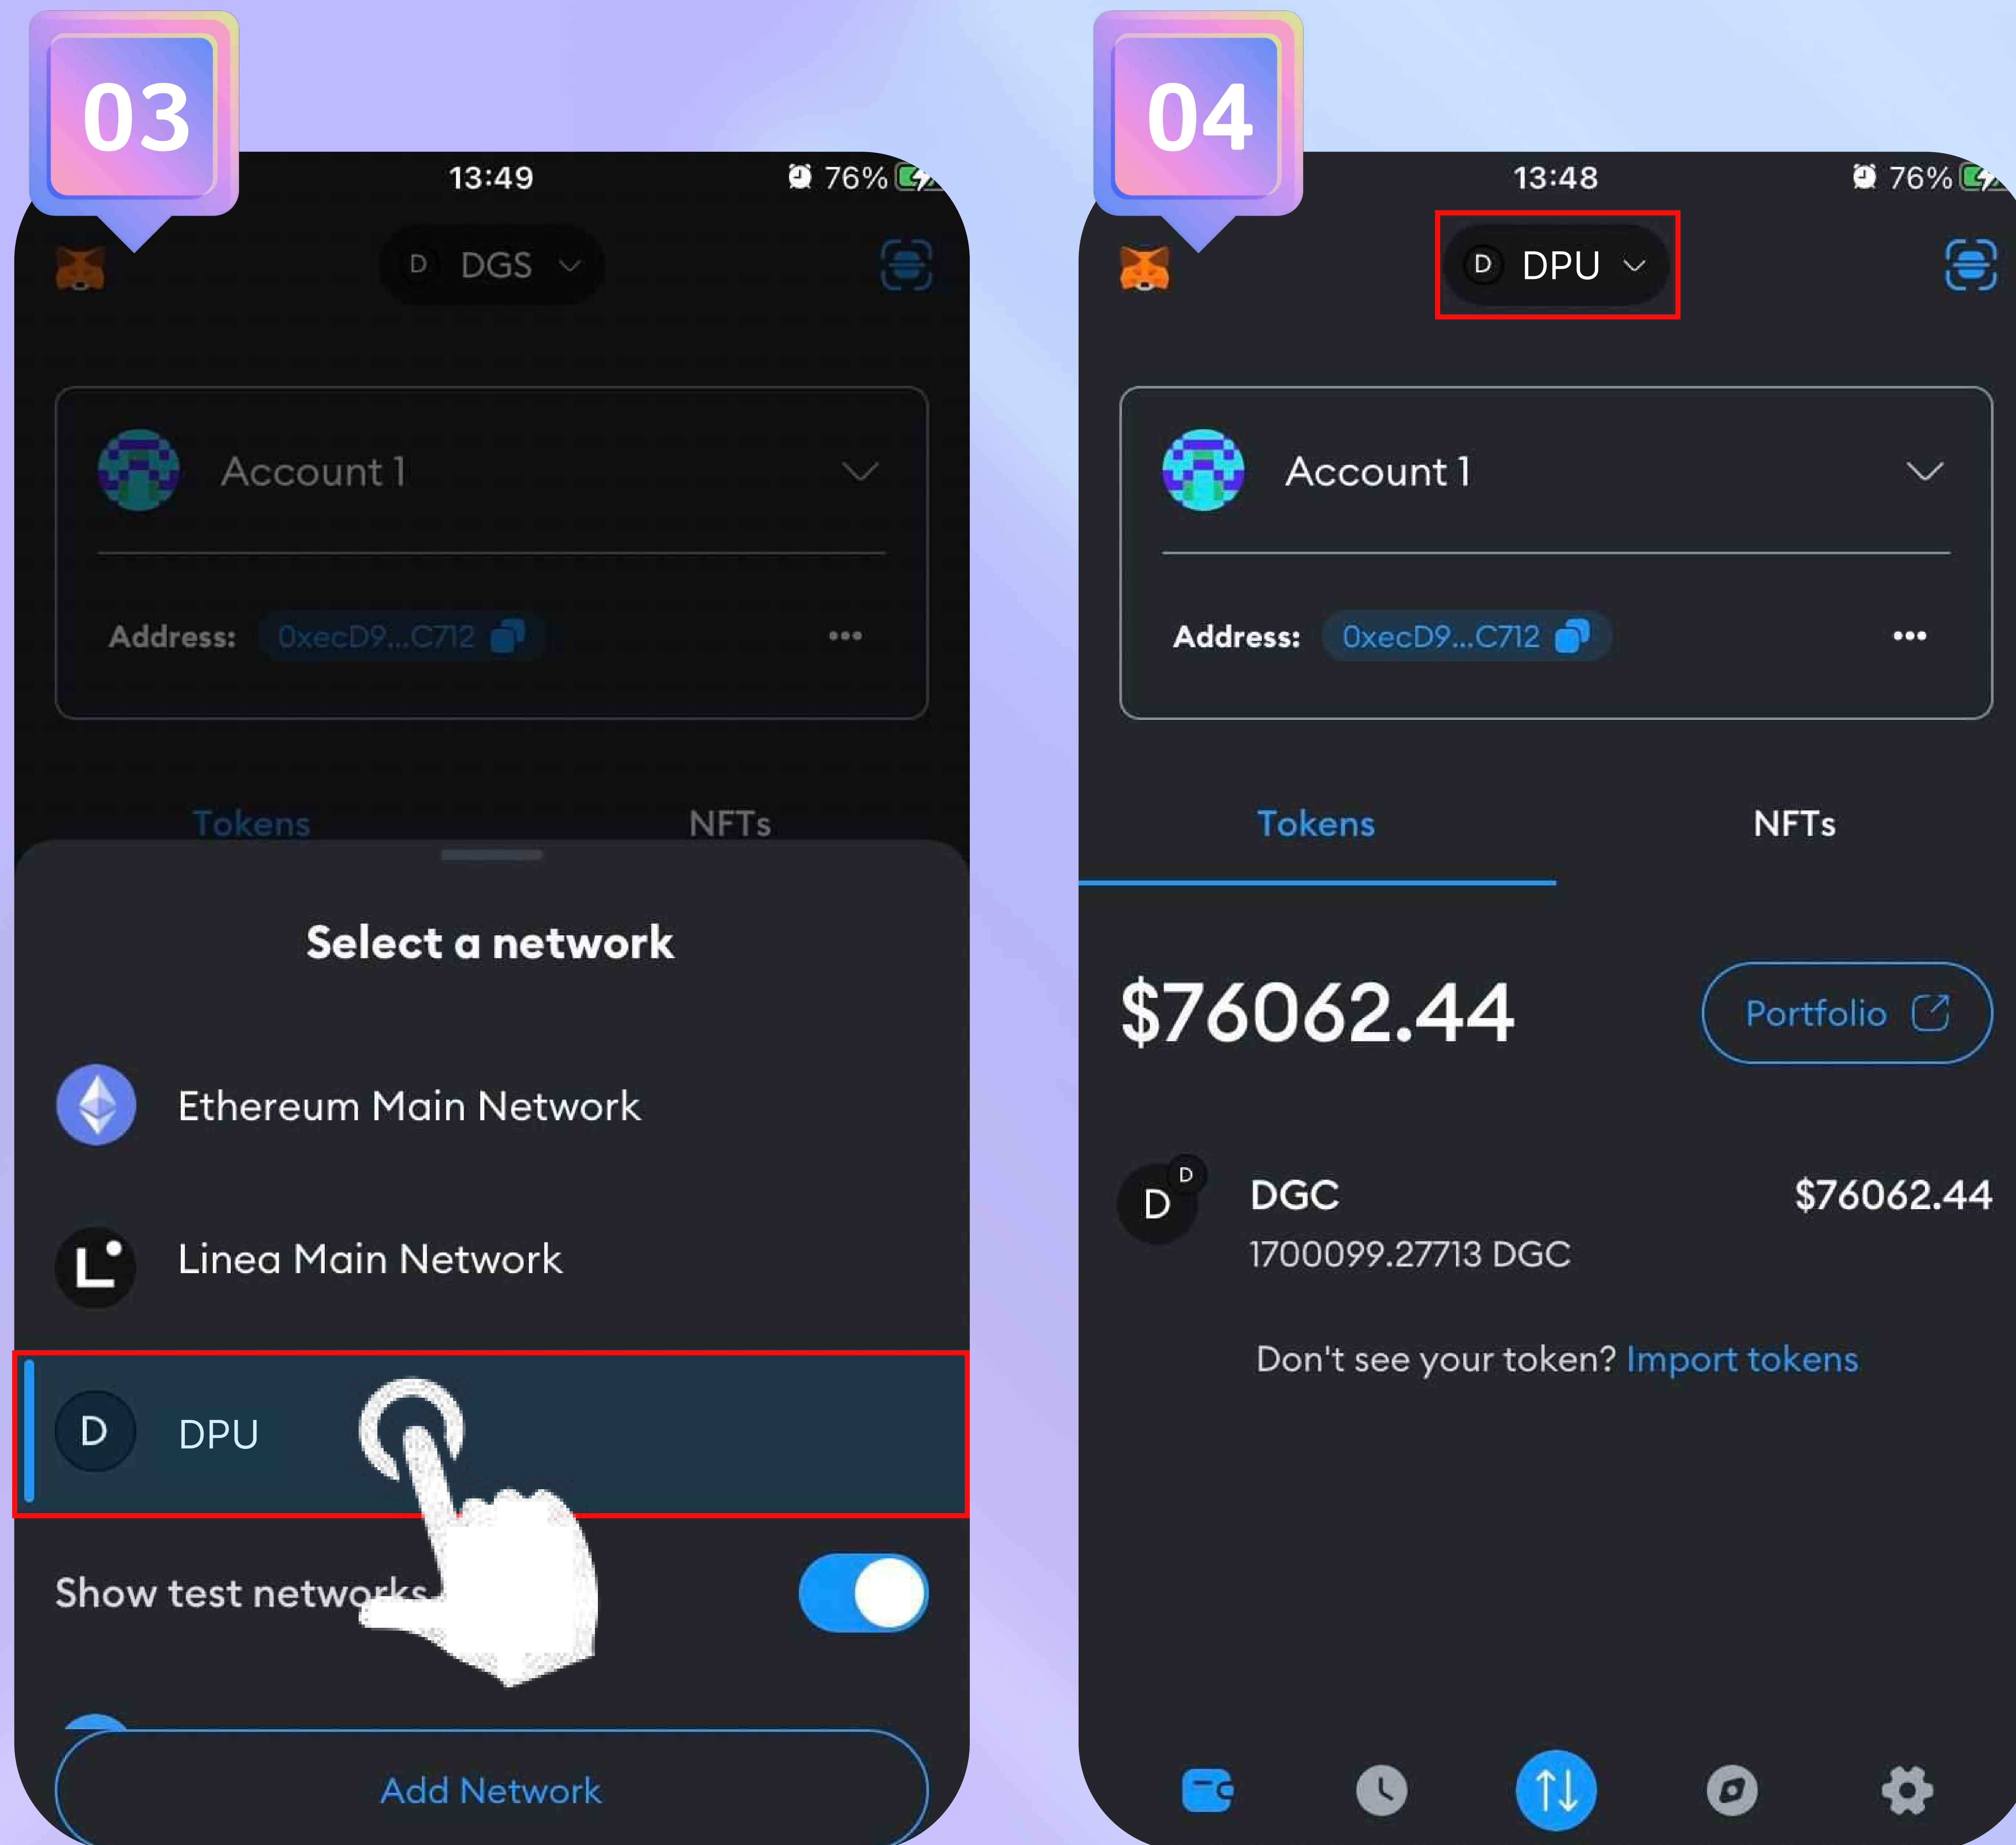 03
13:49
76%
D DGS
Account 1
Address: 0xecD9...C712
Tokens NFTs
Select a network
Ethereum Main Network
L Linea Main Network
D DPU
Show test networks
Add Network
04
13:48
76%
D DPU
Account 1
Address: 0xecD9...C712
Tokens NFTs
$76062.44 Portfolio
D D DGC $76062.44
1700099.27713 DGC
Don't see your token? Import tokens